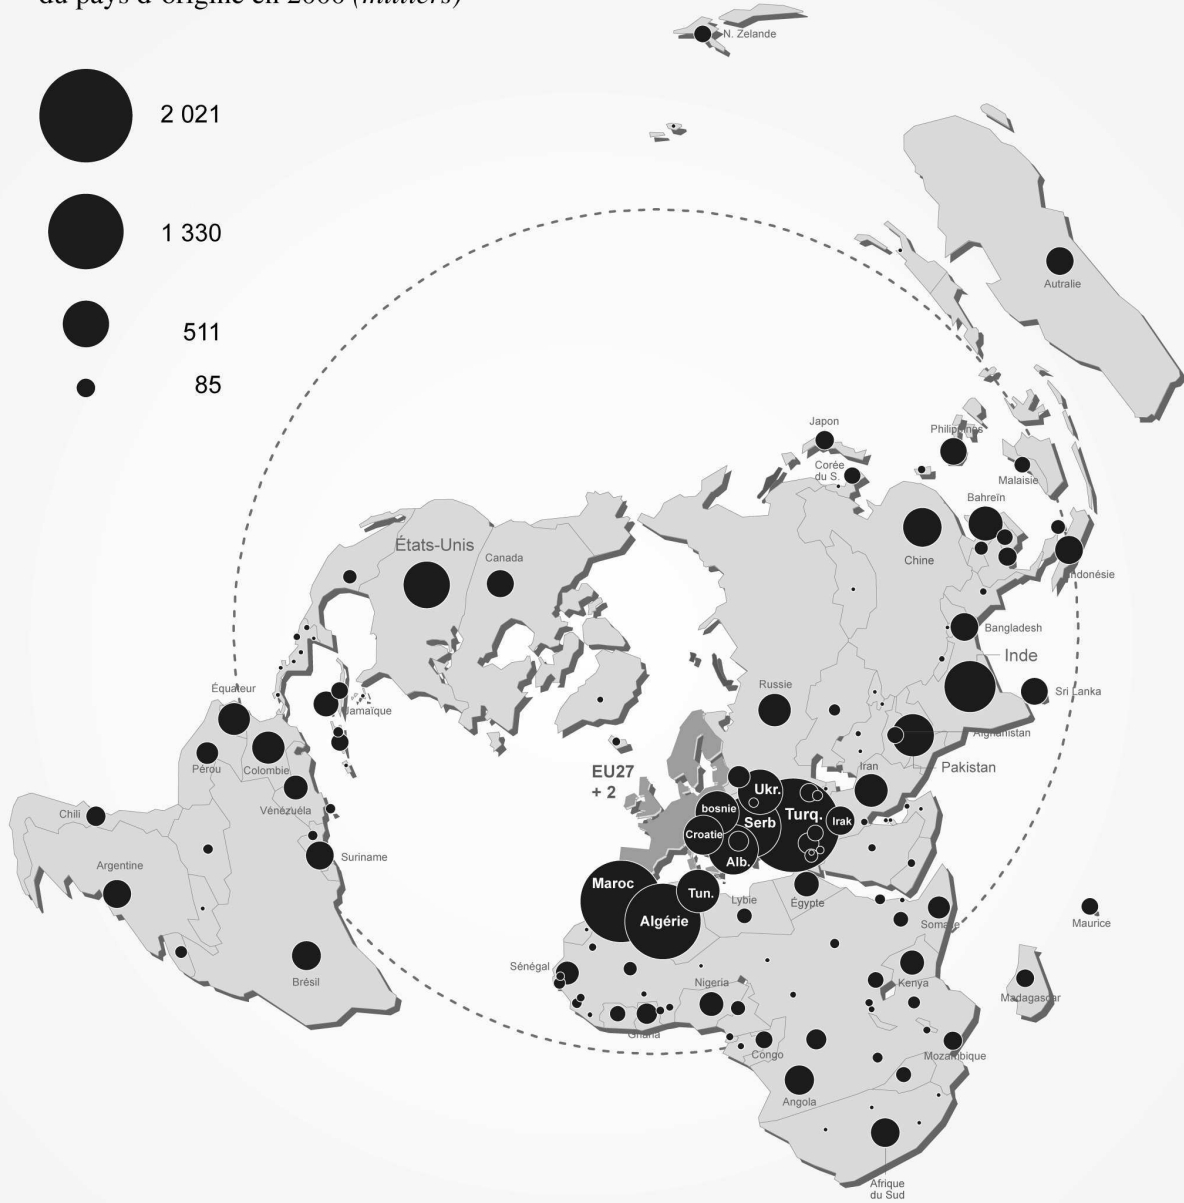 du pays d'origine en 2000 (milliers)
N. Zelande
2 021
1 330
511
85
Autralie
Japon
Philippines
Corée
du S.
Malaisie
Bahreïn
États-Unis
Canada
Chine
Indonésie
Bangladesh
Inde
Équateur
Russie
Sri Lanka
Jamaïque
Afghanistan
Pérou
Colombie
Iran
Pakistan
EU27
+ 2
Vénézuéla
Ukr.
bosnie
Chili
Turq.
Irak
Serb
Croatie
Suriname
Alb.
Argentine
Maroc
Tun.
Lybie
Égypte
Algérie
Somalie
Maurice
Sénégal
Brésil
Nigeria
Kenya
Madagascar
Ghana
Congo
Mozambique
Angola
Afrique
du Sud